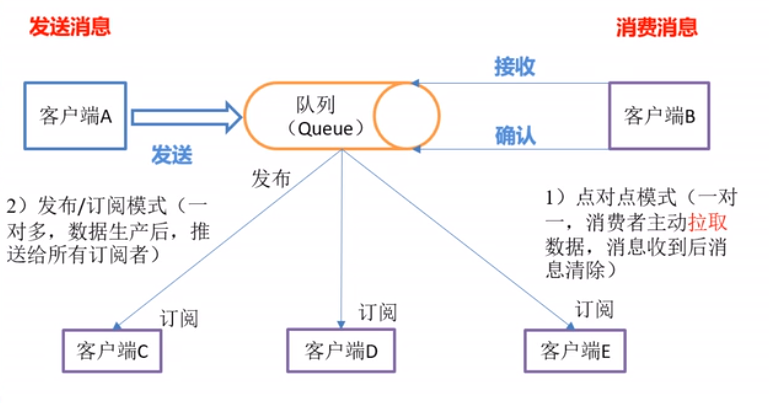 发送消息
消费消息
接收
客户端A
队列
（Queue）
客户端B
发送
确认
发布
2）发布/订阅模式（一
对多，数据生产后，推
送给所有订阅者）
1）点对点模式（一对
一，消费者主动拉取
数据，消息收到后消
息清除）
订阅
订阅
订阅
客户端C
客户端D
客户端E